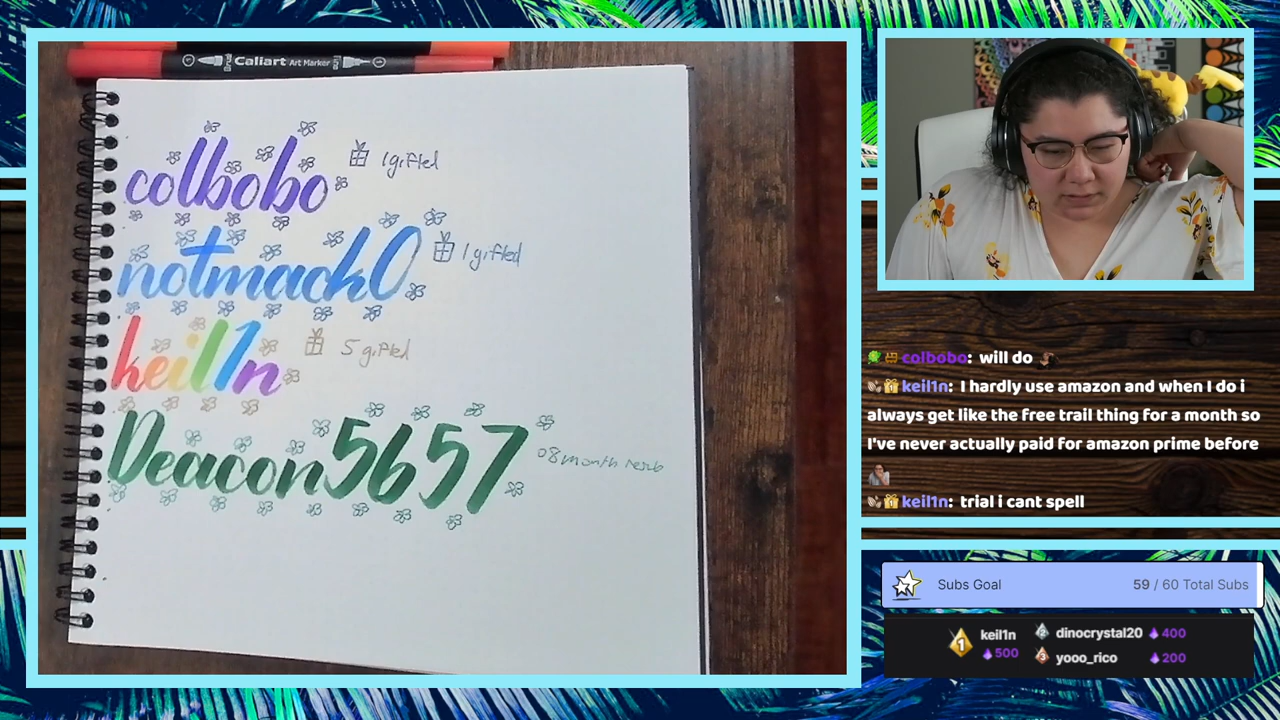 Caliart Art Marker
colbobo 1 gifted
notmack0 1 gifted
keil1n 5 gifted
Deacon5657 08 month resub
colbobo: will do
keil1n: I hardly use amazon and when I do i
always get like the free trail thing for a month so
I've never actually paid for amazon prime before
keil1n: trial i cant spell
Subs Goal 59 / 60 Total Subs
1 keil1n 500
2 dinocrystal20 400
3 yooo_rico 200